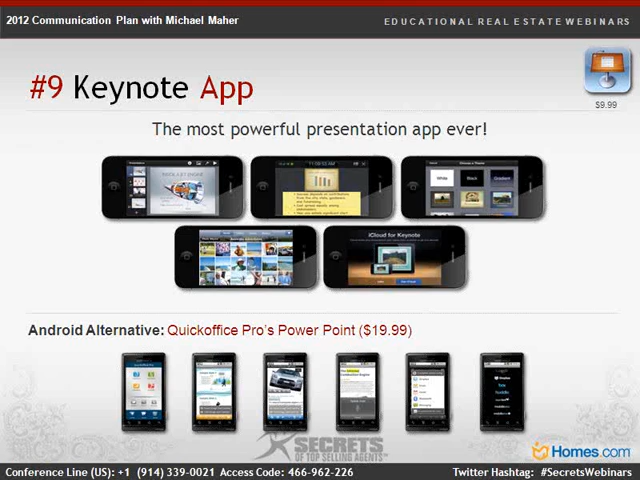 2012 Communication Plan with Michael Maher
EDUCATIONAL REAL ESTATE WEBINARS
#9 Keynote App
$9.99
The most powerful presentation app ever!
iCloud for Keynote
Android Alternative: Quickoffice Pro's Power Point ($19.99)
SECRETS
OF TOP SELLING AGENTS
Homes.com
Conference Line (US): +1 (914) 339-0021 Access Code: 466-962-226
Twitter Hashtag: #SecretsWebinars